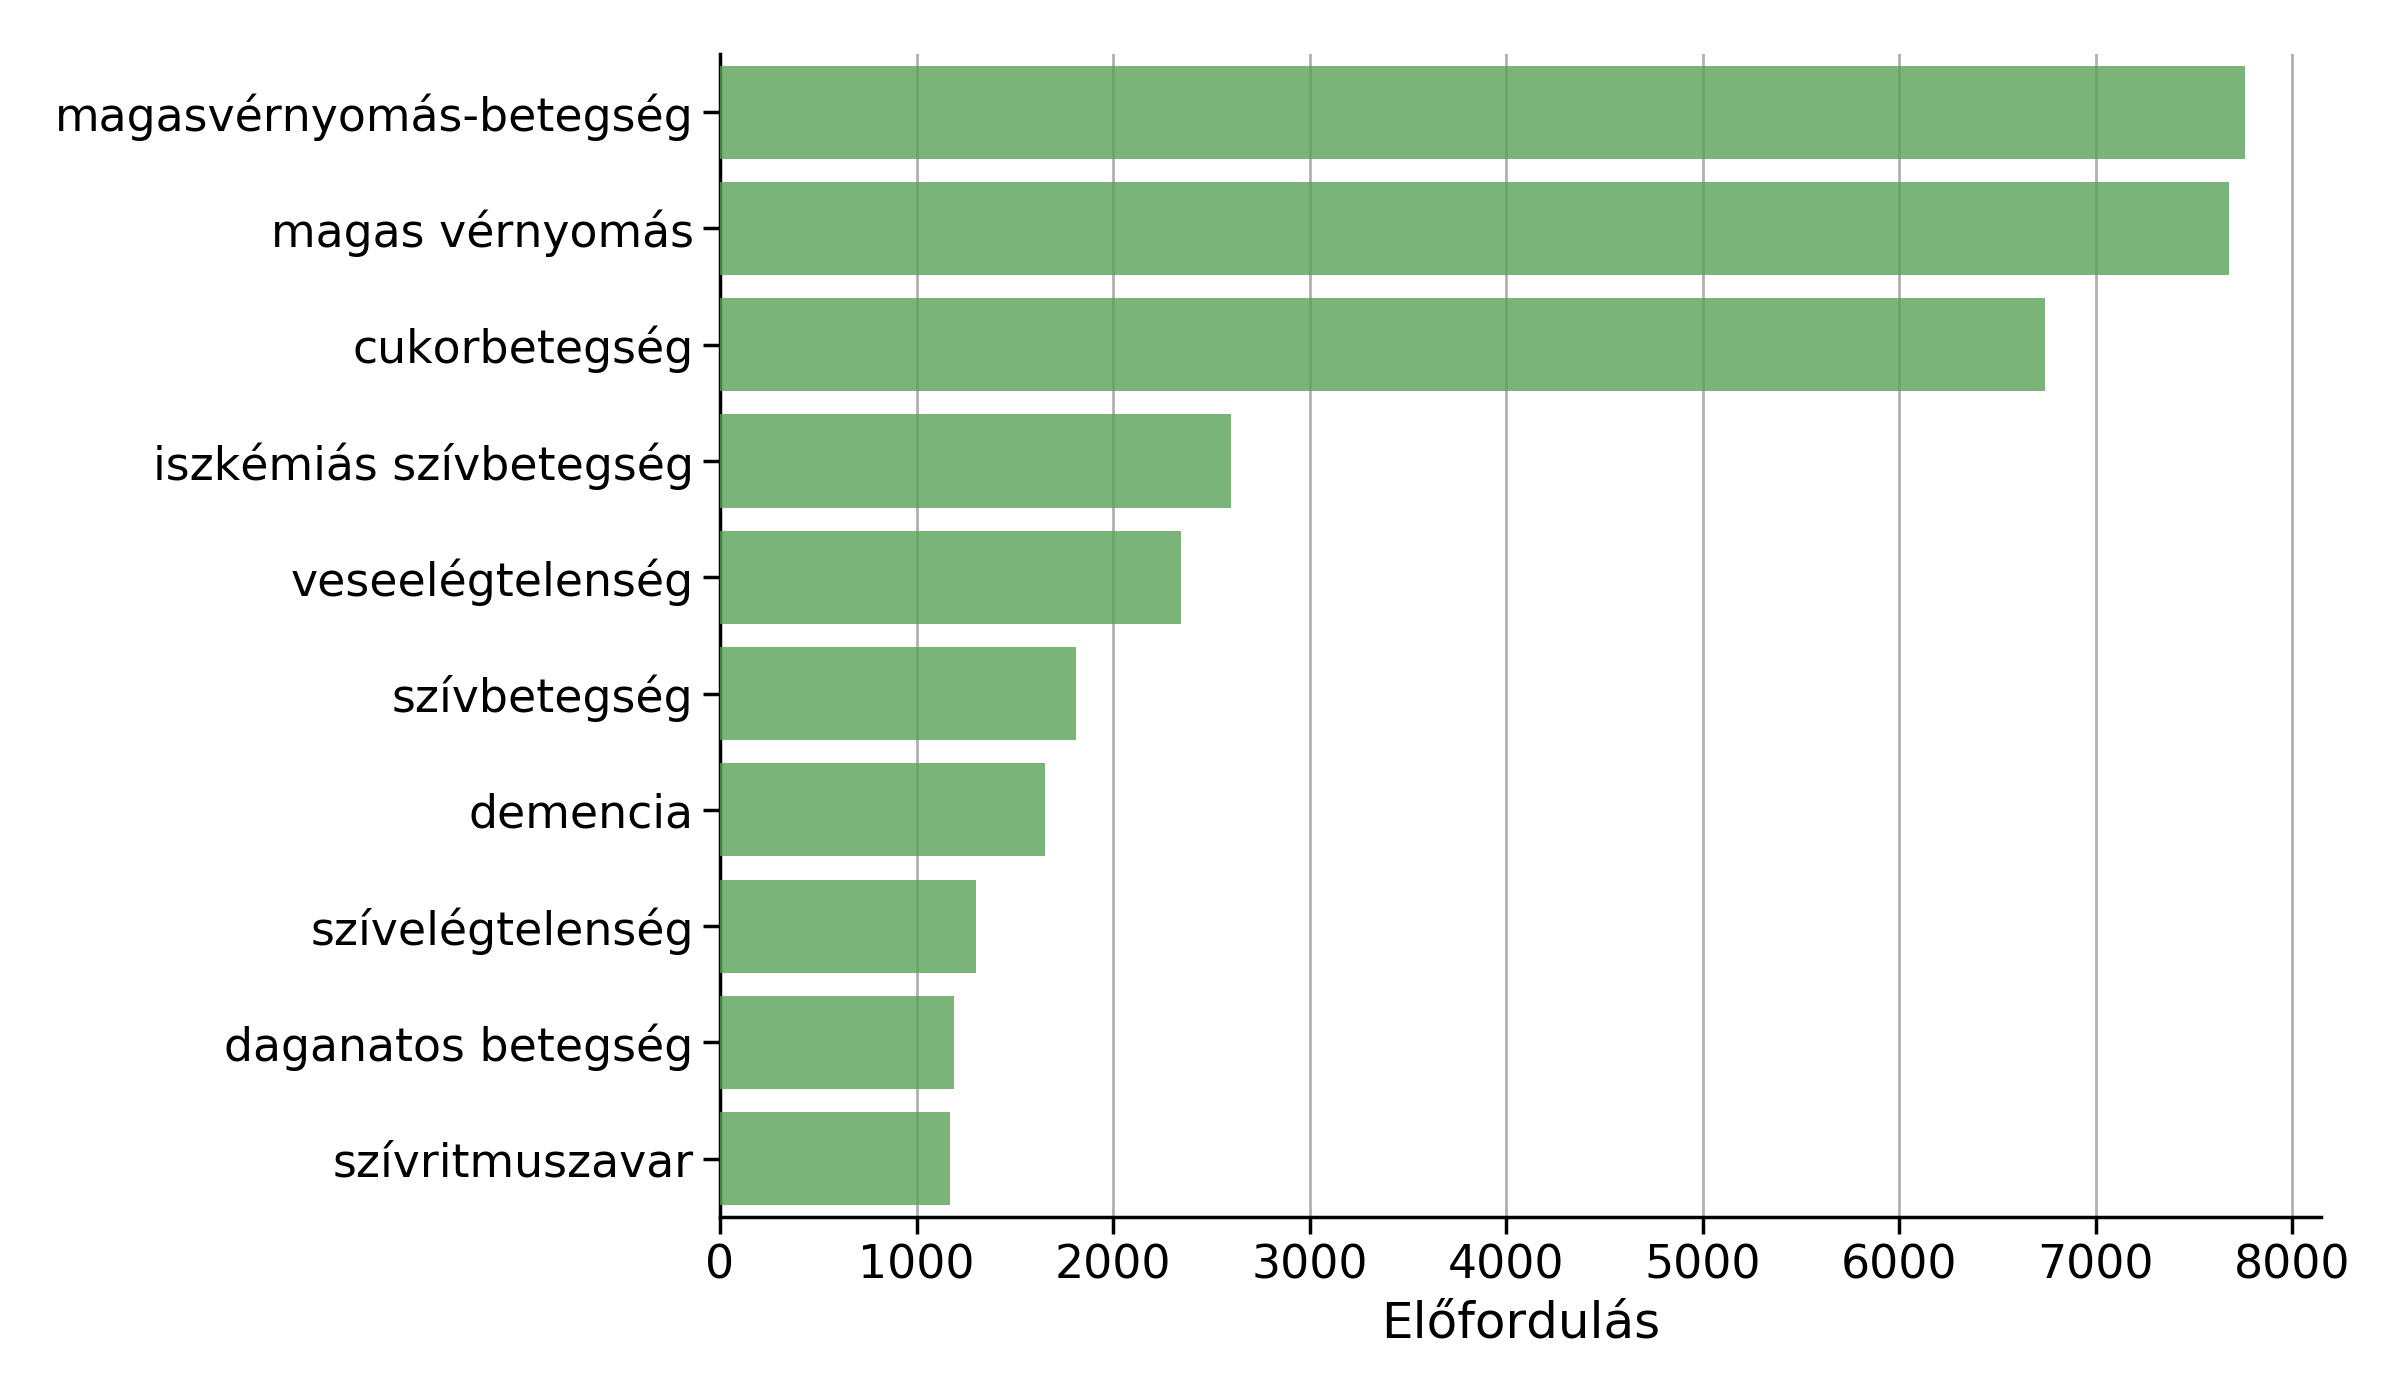 magasvérnyomás-betegség
magas vérnyomás
cukorbetegség
iszkémiás szívbetegség
veseelégtelenség
szívbetegség
demencia
szívelégtelenség
daganatos betegség
szívritmuszavar
0 1000 2000 3000 4000 5000 6000 7000 8000
Előfordulás